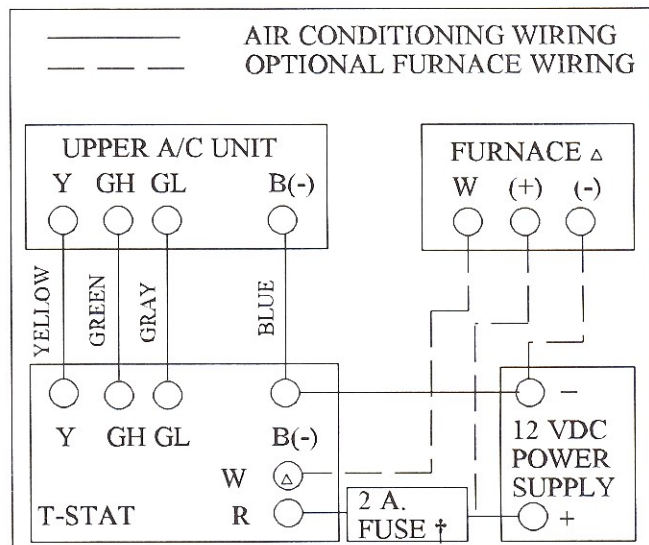 AIR CONDITIONING WIRING
OPTIONAL FURNACE WIRING
UPPER A/C UNIT
Y GH GL B(-)
FURNACE △
W (+) (-)
YELLOW
GREEN
GRAY
BLUE
Y GH GL B(-)
W △
R
T-STAT
2 A.
FUSE †
−
12 VDC
POWER
SUPPLY
+